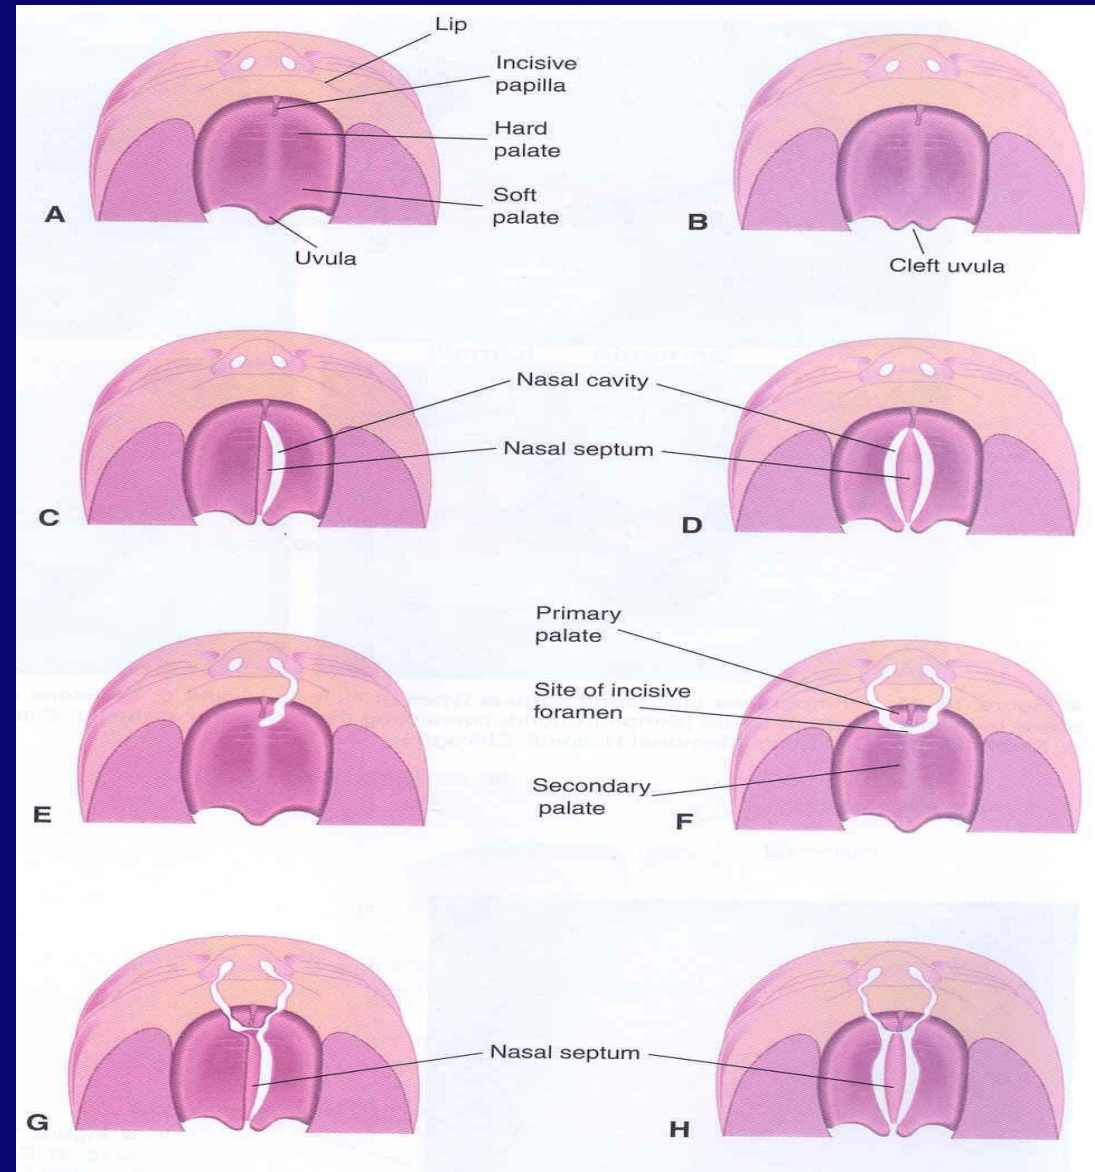 Lip
Incisive
papilla
Hard
palate
Soft
palate
A
Uvula
B
Cleft uvula
Nasal cavity
Nasal septum
C
D
Primary
palate
Site of incisive
foramen
Secondary
palate
E
F
Nasal septum
G
H